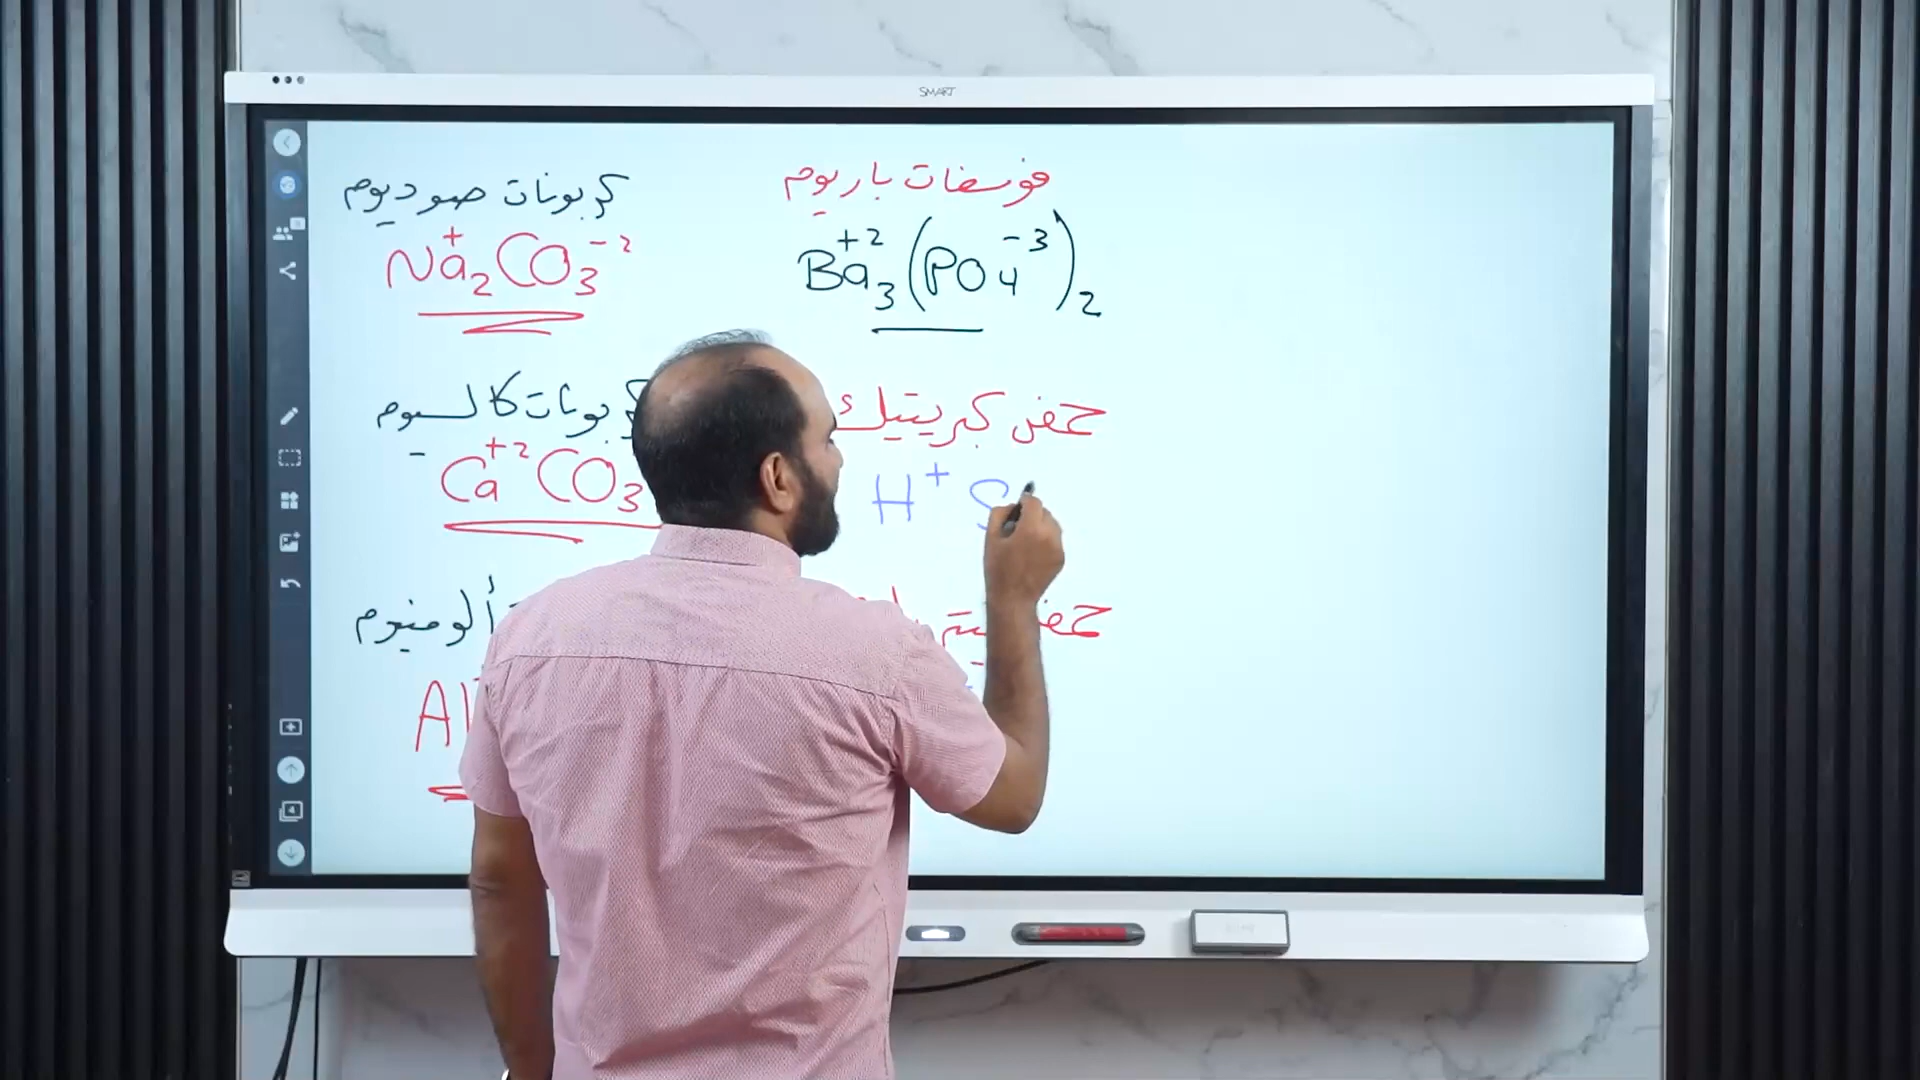 SMART
كربونات صوديوم
Na⁺₂CO₃⁻²
كربونات كالسيوم
Ca⁺²CO₃
ألومنيوم
Al
فوسفات باريوم
Ba⁺²₃(PO₄⁻³)₂
حمض كبريتيك
H⁺ S